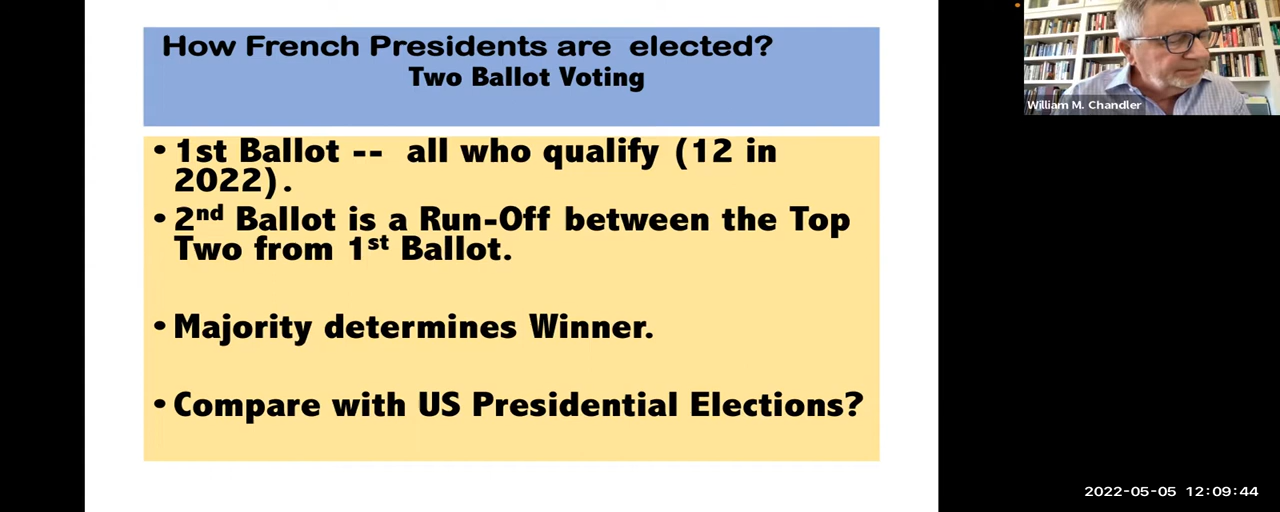 How French Presidents are elected?
Two Ballot Voting
• 1st Ballot -- all who qualify (12 in
2022).
• 2nd Ballot is a Run-Off between the Top
Two from 1st Ballot.
• Majority determines Winner.
• Compare with US Presidential Elections?
William M. Chandler
2022-05-05 12:09:44